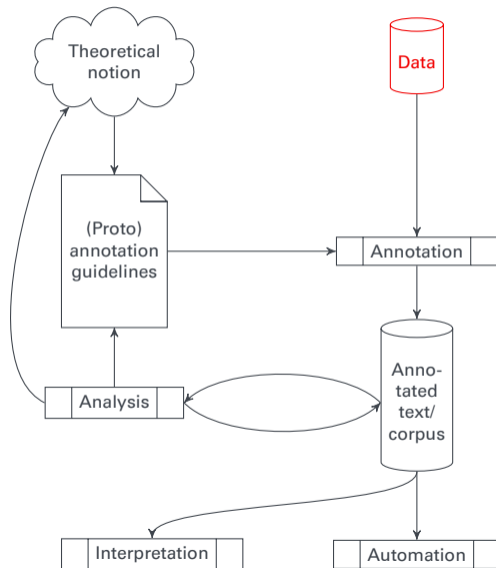 Theoretical
notion
Data
(Proto)
annotation
guidelines
Annotation
Anno-
tated
text/
corpus
Analysis
Interpretation
Automation